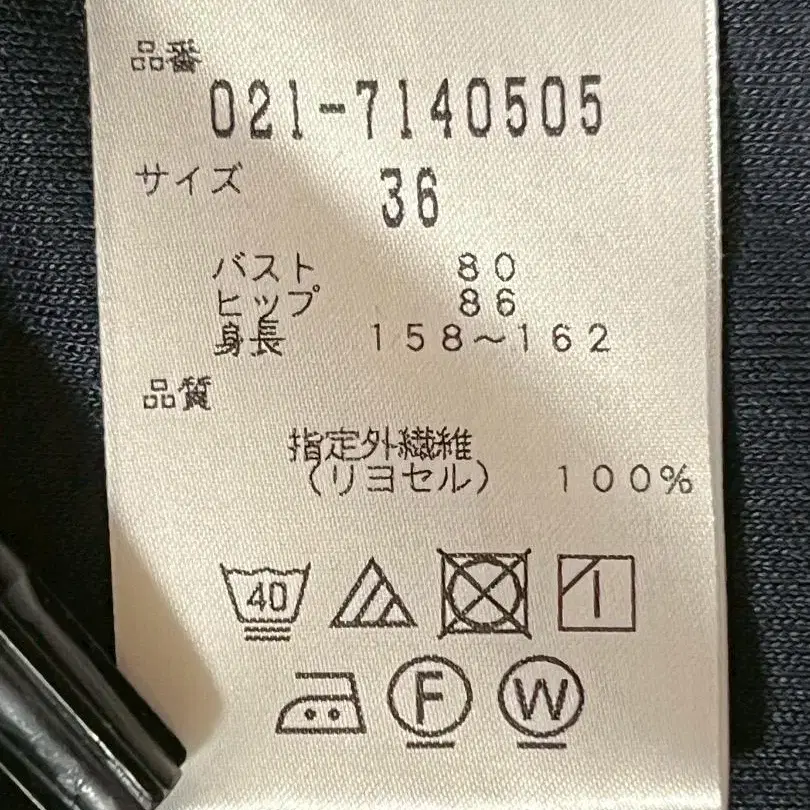 品番
021-7140505
サイズ 36
バスト 80
ヒップ 86
身長 158～162
品質
指定外繊維
(リヨセル) 100%
40
F W